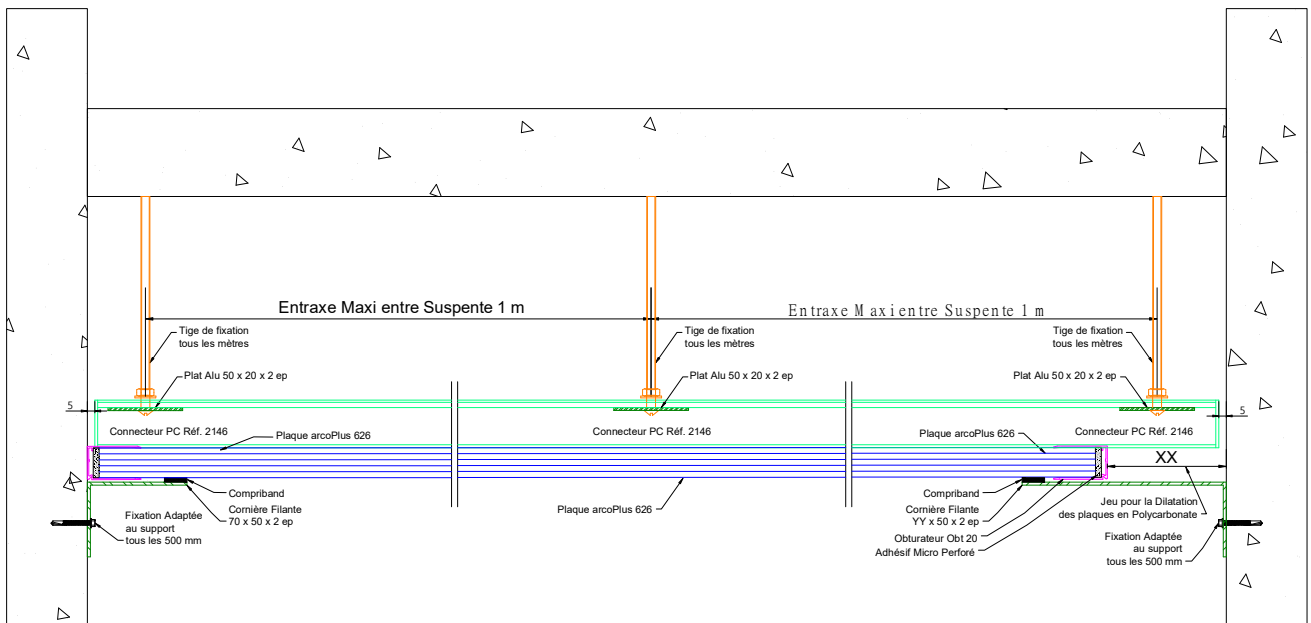 Entraxe Maxi entre Suspente 1 m
Entraxe Maxi entre Suspente 1 m
Tige de fixation
tous les mètres
Tige de fixation
tous les mètres
Tige de fixation
tous les mètres
Plat Alu 50 x 20 x 2 ep
Plat Alu 50 x 20 x 2 ep
Plat Alu 50 x 20 x 2 ep
5
5
Connecteur PC Réf. 2146
Plaque arcoPlus 626
Connecteur PC Réf. 2146
Plaque arcoPlus 626
Connecteur PC Réf. 2146
XX
Compriband
Cornière Filante
70 x 50 x 2 ep
Plaque arcoPlus 626
Compriband
Cornière Filante
YY x 50 x 2 ep
Jeu pour la Dilatation
des plaques en Polycarbonate
Fixation Adaptée
au support
tous les 500 mm
Obturateur Obt 20
Adhésif Micro Perforé
Fixation Adaptée
au support
tous les 500 mm